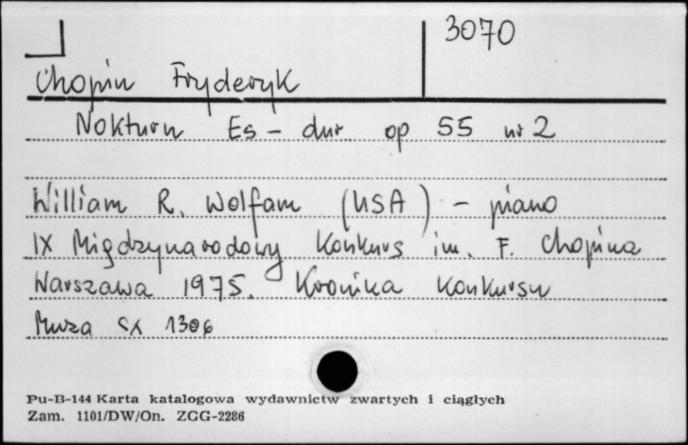 3070
Chopin Fryderyk
Nokturn Es - dur op 55 nr 2
William R. Wolfam (USA) - piano
IX Międzynarodowy Konkurs im. F. Chopina
Warszawa 1975. Kronika Konkursu
Muza SX 1306
Pu-B-144 Karta katalogowa wydawnictw zwartych i ciągłych
Zam. 1101/DW/On. ZGG-2286